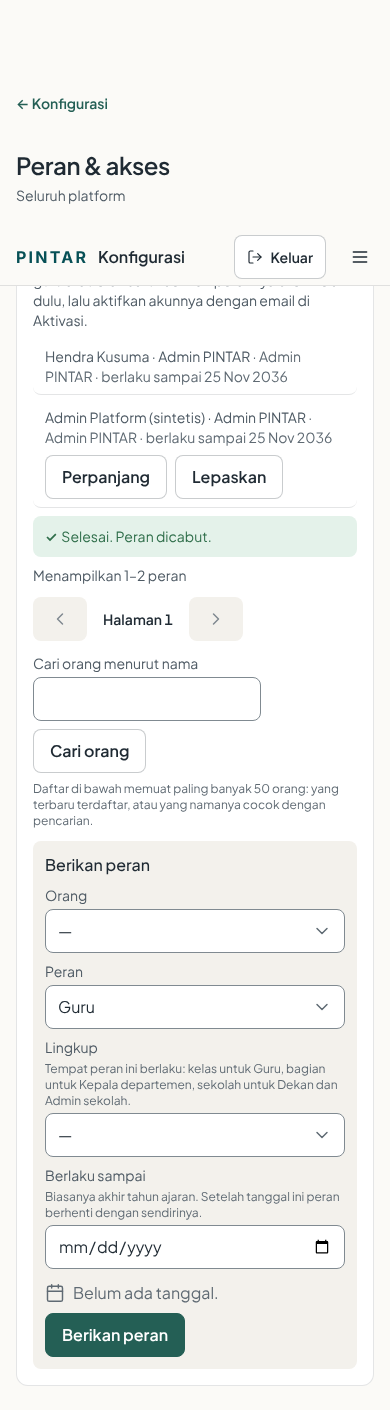 ← Konfigurasi
Peran & akses
Seluruh platform
PINTAR Konfigurasi
Keluar
dulu, lalu aktifkan akunnya dengan email di
Aktivasi.
Hendra Kusuma · Admin PINTAR · Admin
PINTAR · berlaku sampai 25 Nov 2036
Admin Platform (sintetis) · Admin PINTAR ·
Admin PINTAR · berlaku sampai 25 Nov 2036
Perpanjang
Lepaskan
✓ Selesai. Peran dicabut.
Menampilkan 1–2 peran
Halaman 1
Cari orang menurut nama
Cari orang
Daftar di bawah memuat paling banyak 50 orang: yang
terbaru terdaftar, atau yang namanya cocok dengan
pencarian.
Berikan peran
Orang
—
Peran
Guru
Lingkup
Tempat peran ini berlaku: kelas untuk Guru, bagian
untuk Kepala departemen, sekolah untuk Dekan dan
Admin sekolah.
—
Berlaku sampai
Biasanya akhir tahun ajaran. Setelah tanggal ini peran
berhenti dengan sendirinya.
mm/dd/yyyy
Belum ada tanggal.
Berikan peran